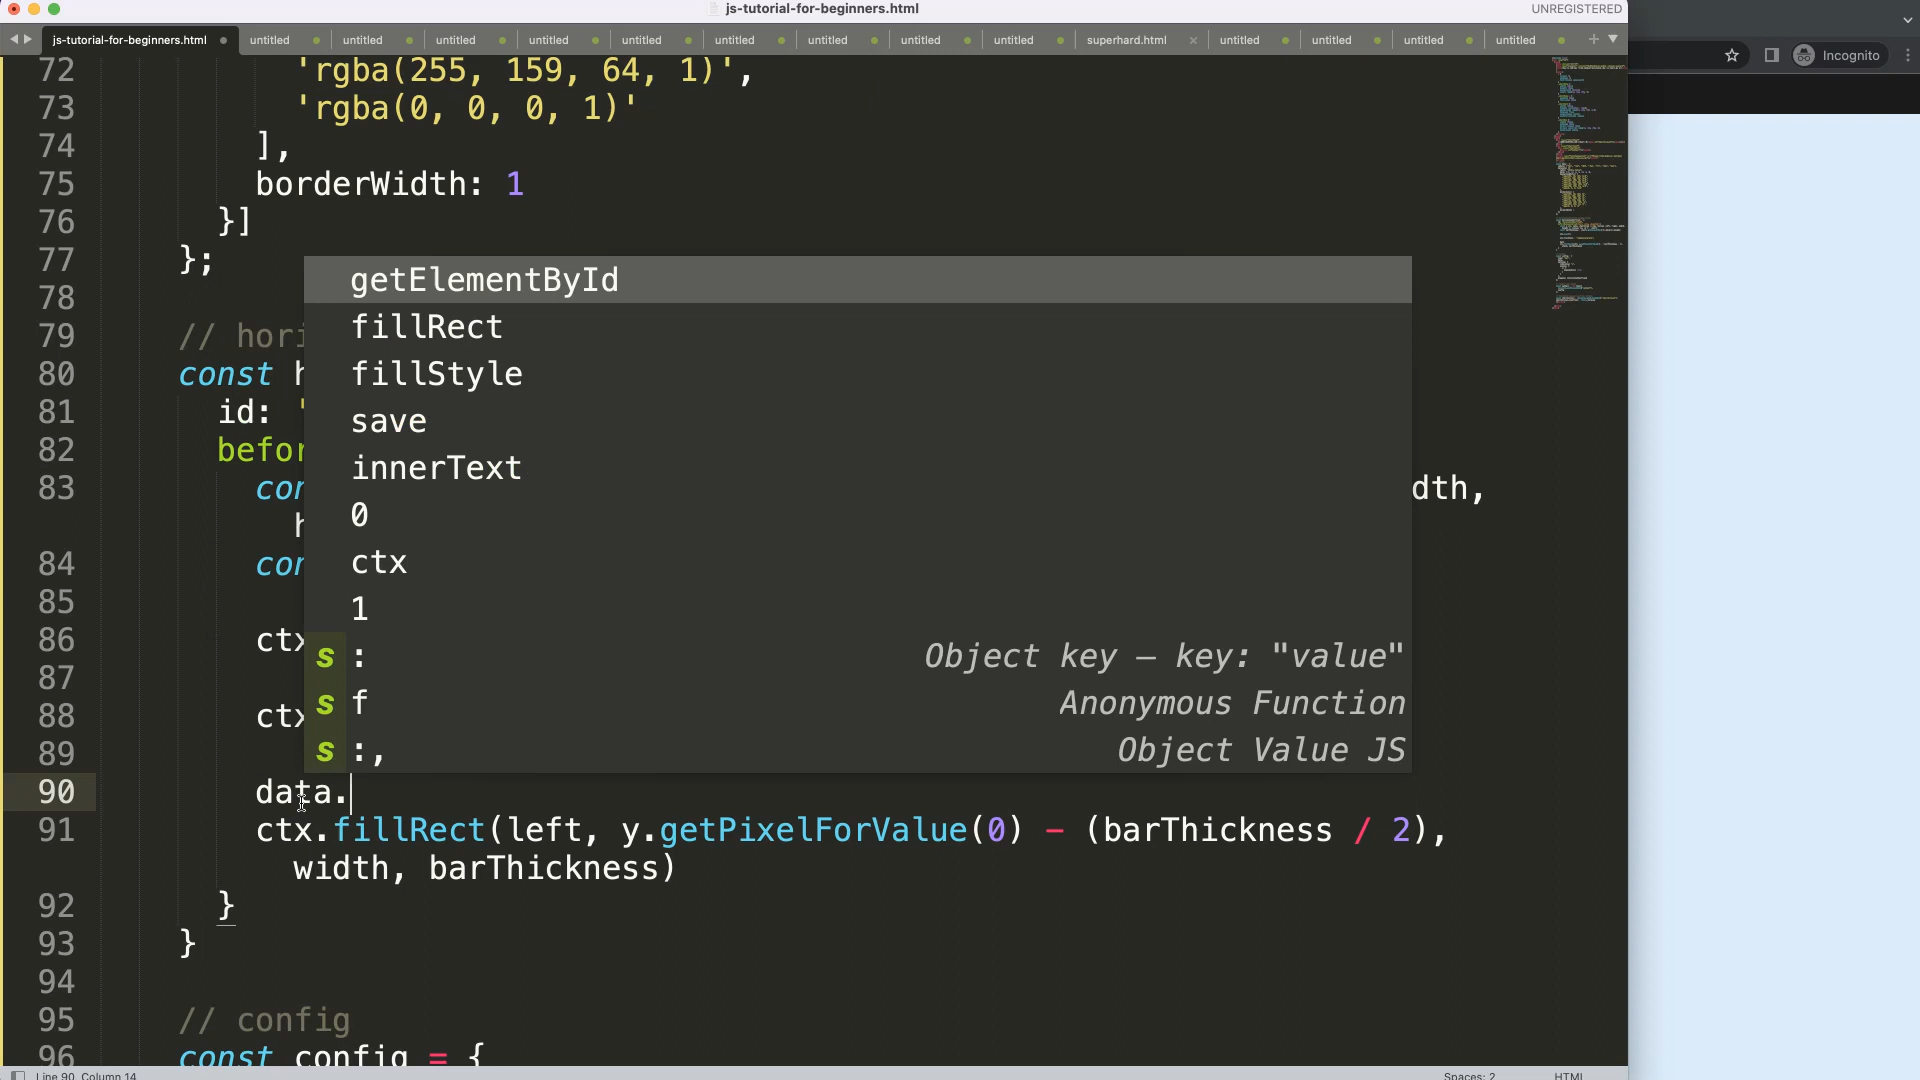 js-tutorial-for-beginners.html
UNREGISTERED
js-tutorial-for-beginners.html untitled untitled untitled untitled untitled untitled untitled untitled untitled superhard.html untitled untitled untitled untitled
Incognito
72 'rgba(255, 159, 64, 1)',
73 'rgba(0, 0, 0, 1)'
74 ],
75 borderWidth: 1
76 }]
77 };
78
79 // hori
80 const h
81 id: '
82 befor
83 con dth,
h
84 con
85
86 ctx
87
88 ctx
89
getElementById
fillRect
fillStyle
save
innerText
0
ctx
1
s : Object key — key: "value"
s f Anonymous Function
s :, Object Value JS
90 data.
91 ctx.fillRect(left, y.getPixelForValue(0) - (barThickness / 2),
width, barThickness)
92 }
93 }
94
95 // config
96 const config = {
Line 90, Column 14
Spaces: 2
HTML